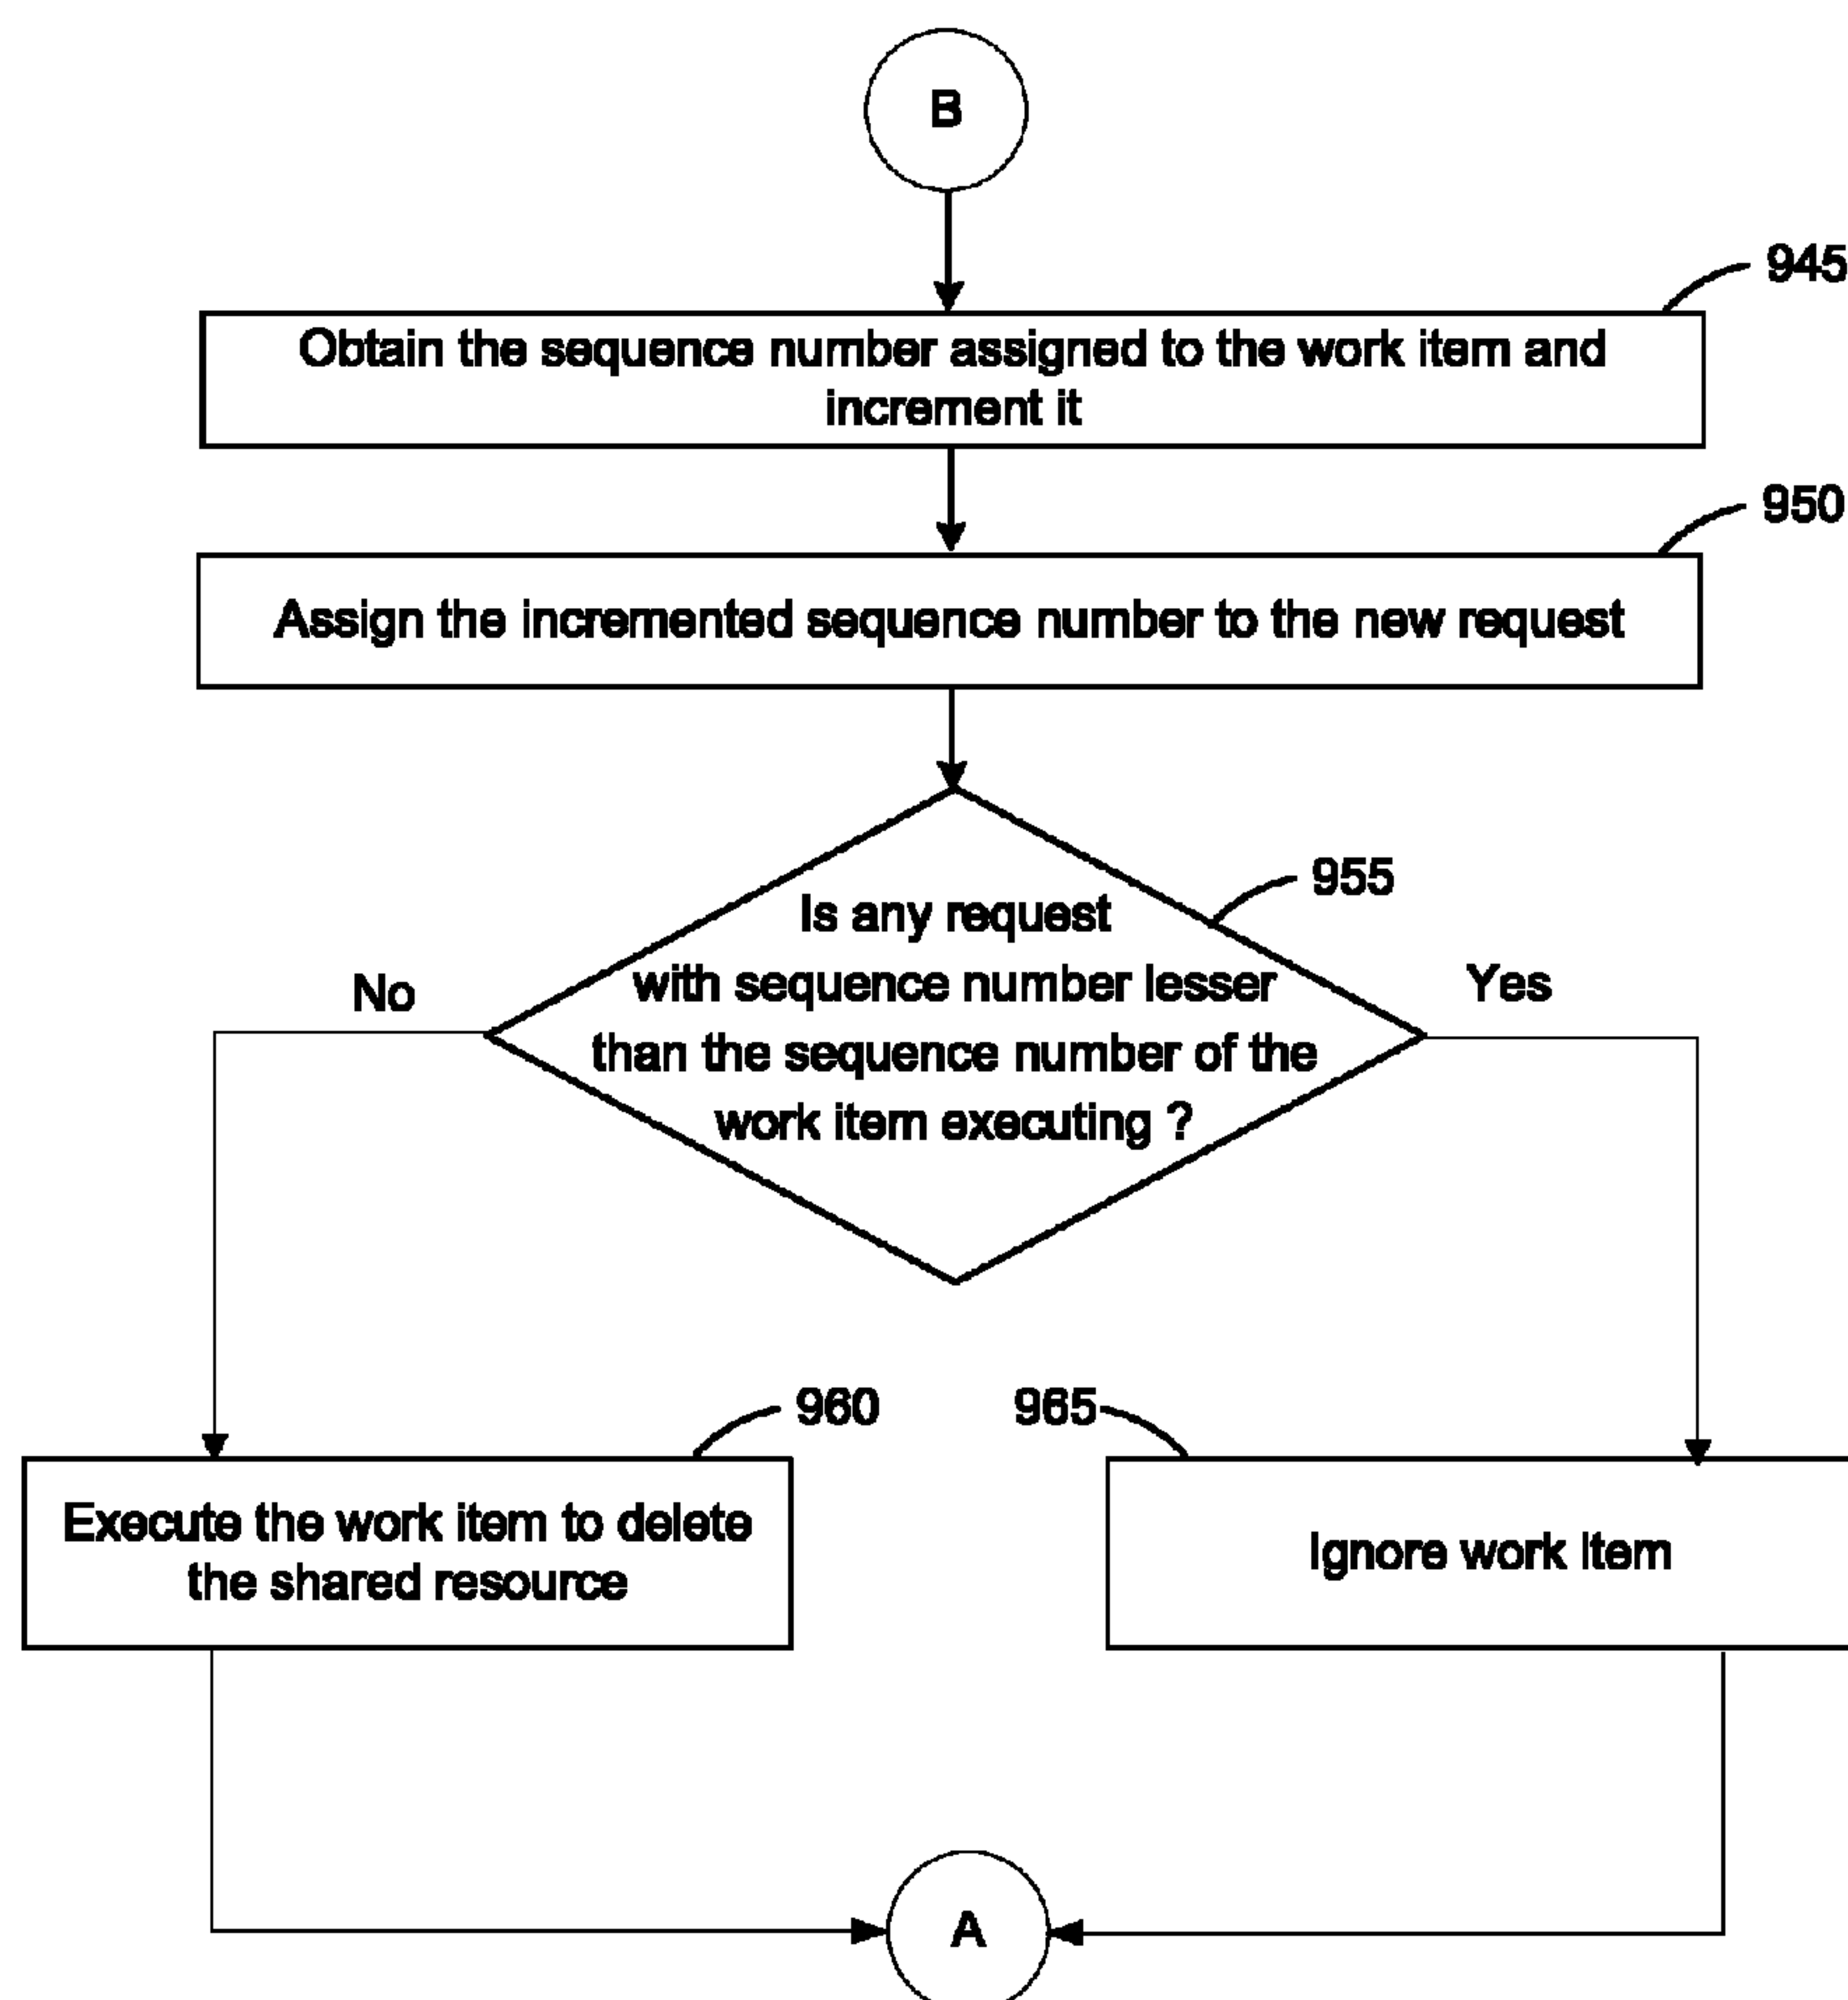 B
945
Obtain the sequence number assigned to the work item and
increment it
950
Assign the incremented sequence number to the new request
955
Is any request
with sequence number lesser
than the sequence number of the
work item executing ?
No
Yes
960
965
Execute the work item to delete
the shared resource
Ignore work item
A